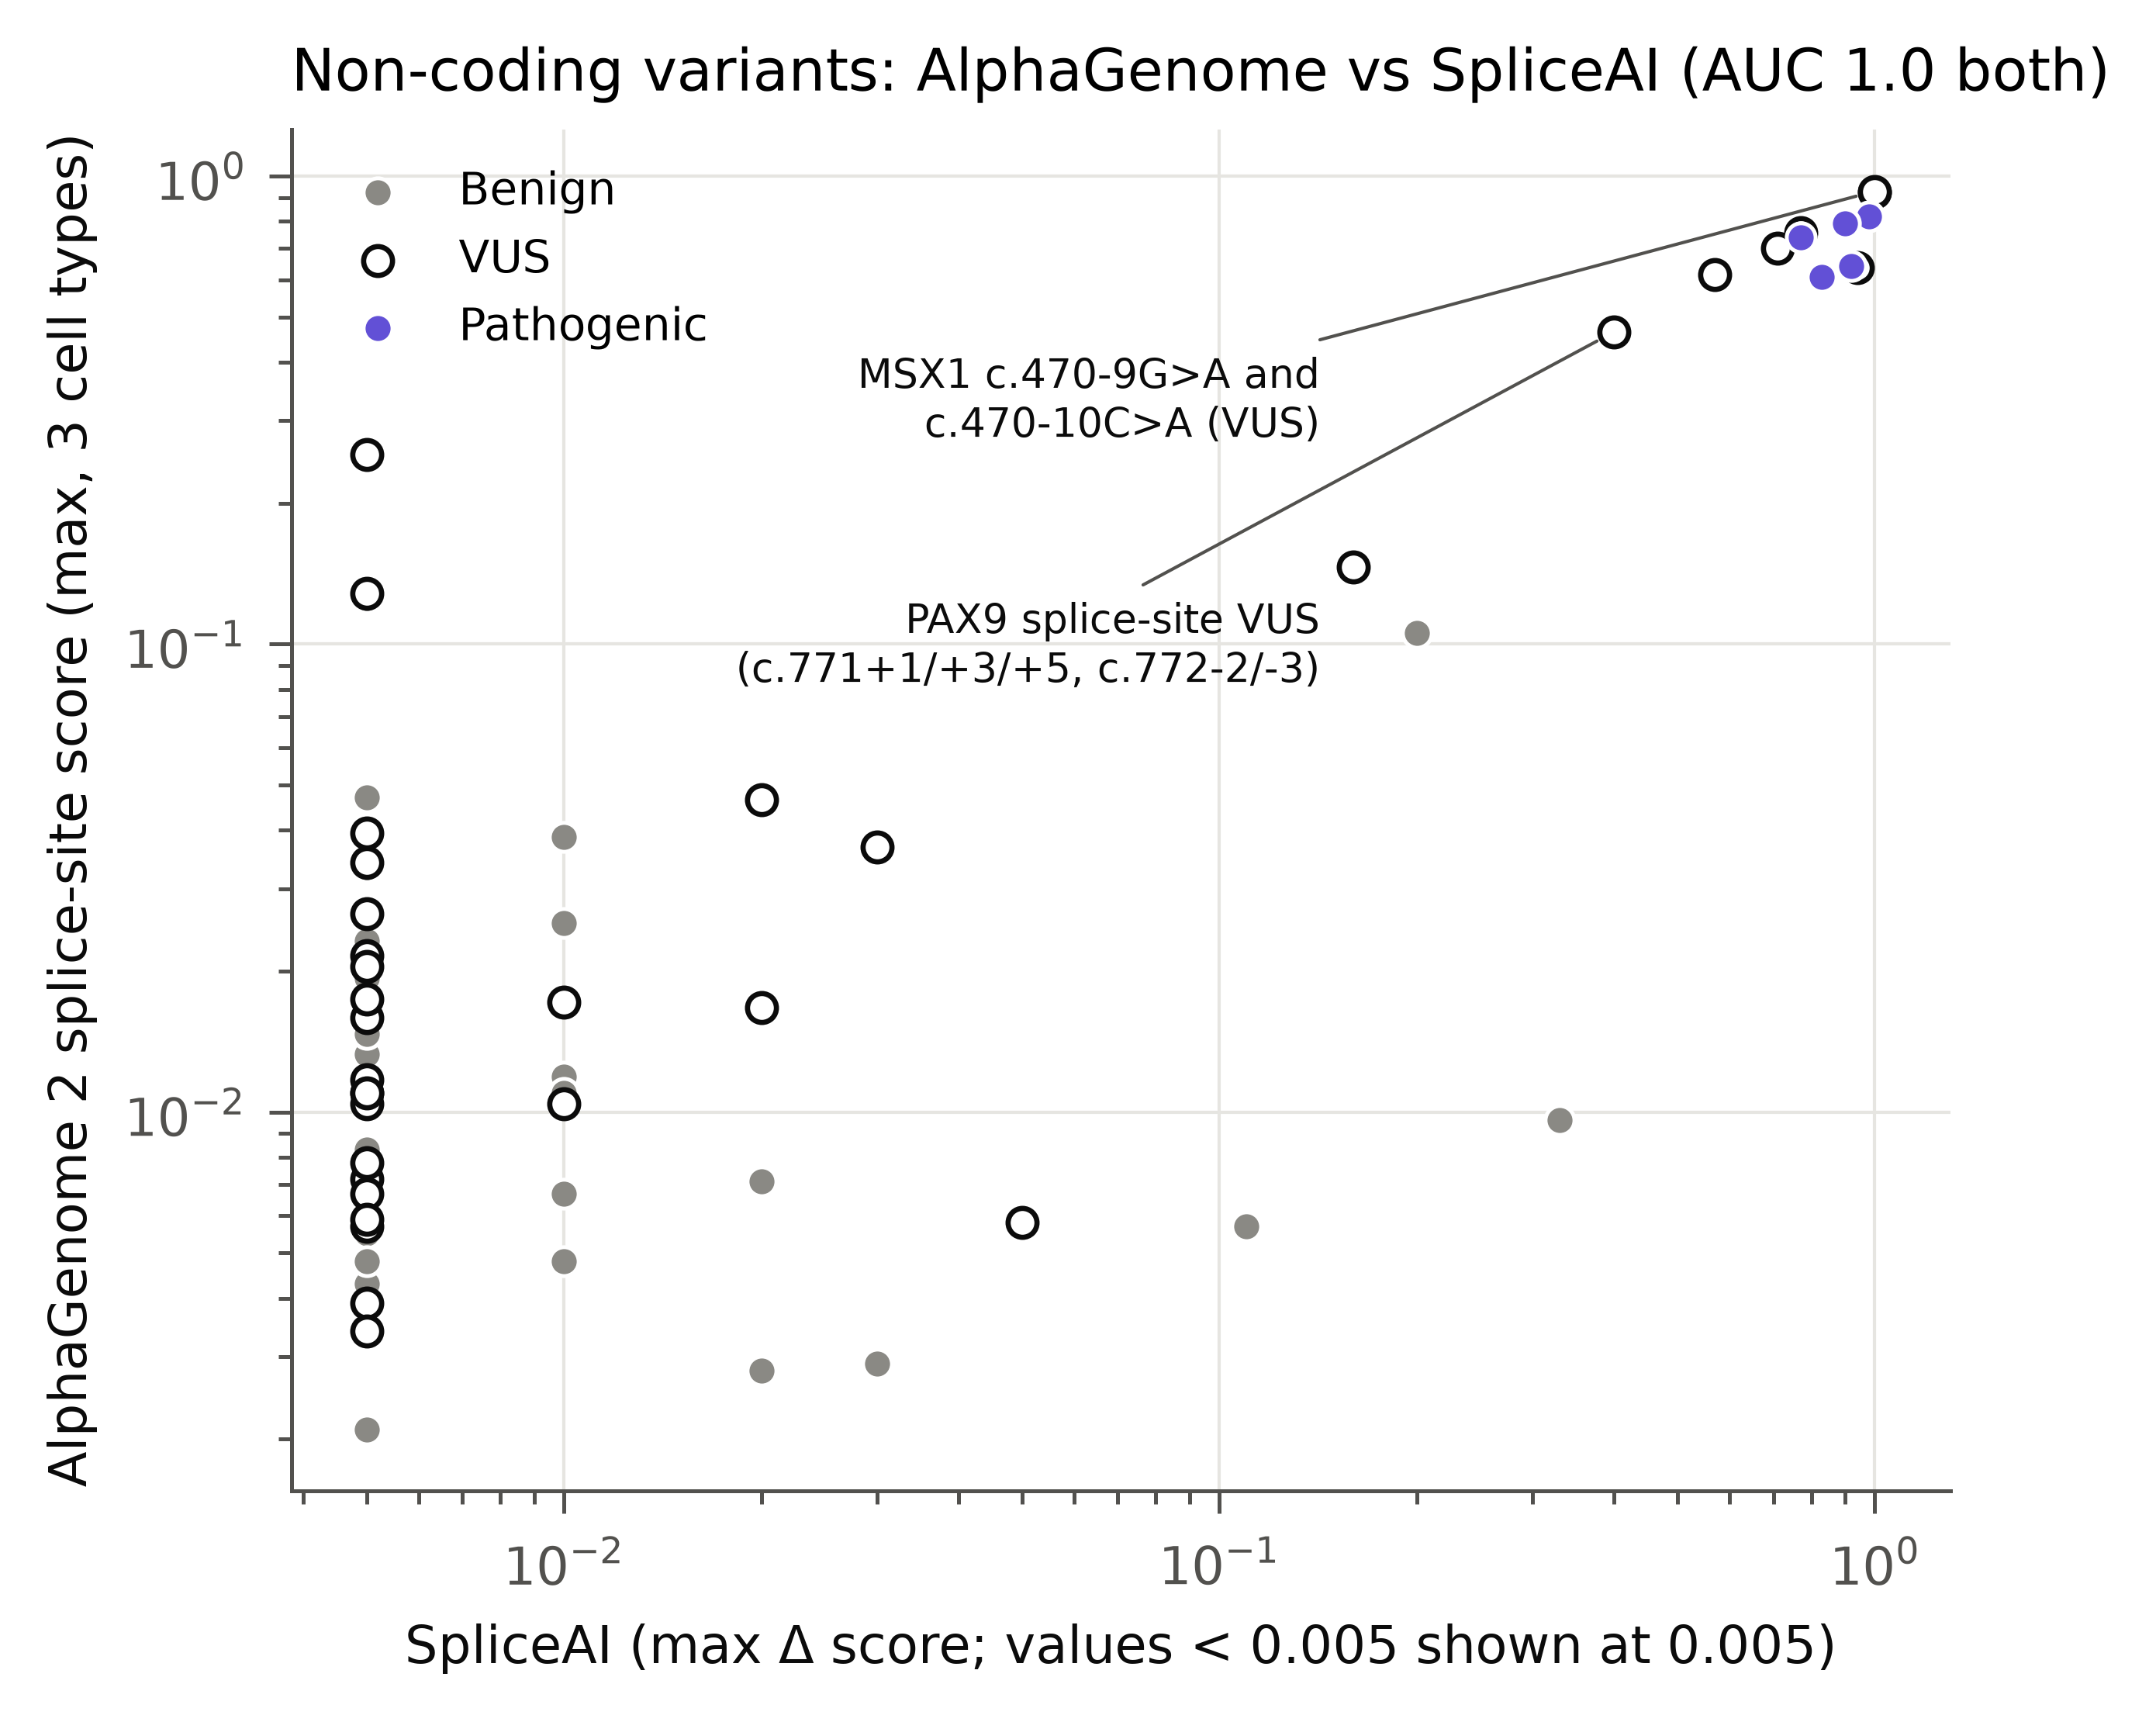 Non-coding variants: AlphaGenome vs SpliceAI (AUC 1.0 both)
AlphaGenome 2 splice-site score (max, 3 cell types)
10⁰
10⁻¹
10⁻²
Benign
VUS
Pathogenic
MSX1 c.470-9G>A and
c.470-10C>A (VUS)
PAX9 splice-site VUS
(c.771+1/+3/+5, c.772-2/-3)
10⁻²
10⁻¹
10⁰
SpliceAI (max Δ score; values < 0.005 shown at 0.005)